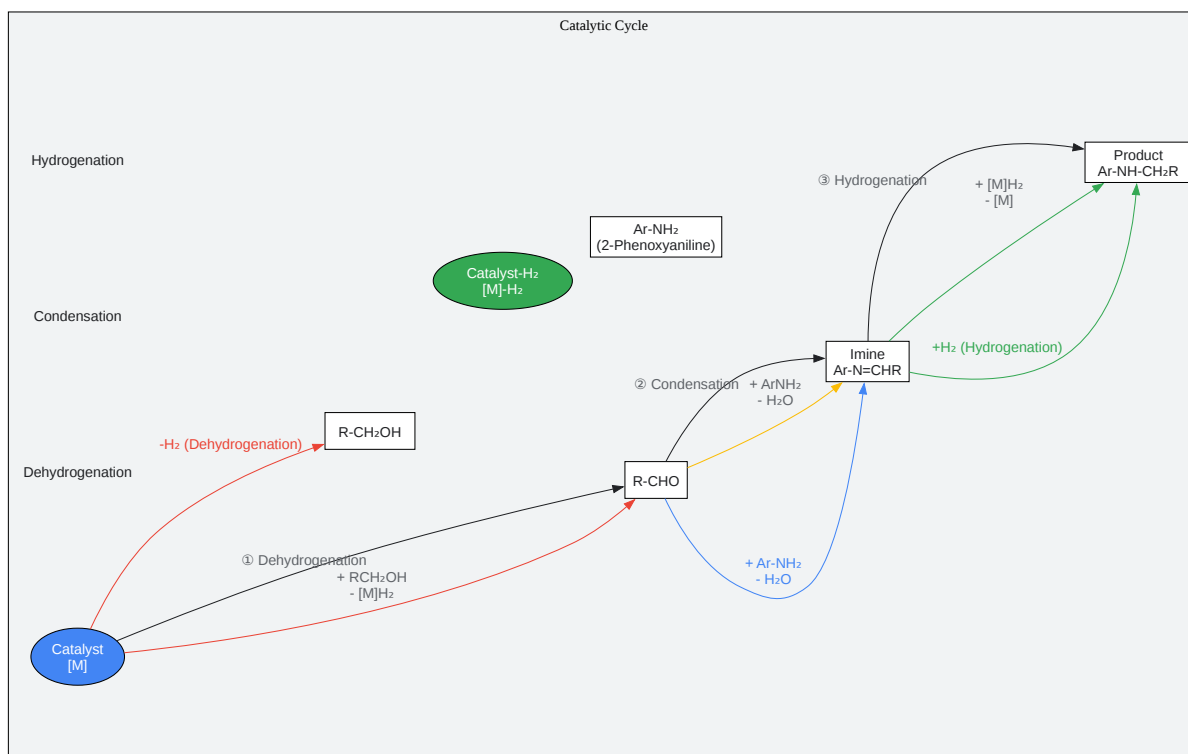 Catalytic Cycle
Hydrogenation
Condensation
Dehydrogenation
Product
Ar-NH-CH₂R
③ Hydrogenation
+ [M]H₂
- [M]
Ar-NH₂
(2-Phenoxyaniline)
Catalyst-H₂
[M]-H₂
+H₂ (Hydrogenation)
Imine
Ar-N=CHR
② Condensation
+ ArNH₂
- H₂O
R-CH₂OH
-H₂ (Dehydrogenation)
R-CHO
① Dehydrogenation
+ RCH₂OH
- [M]H₂
+ Ar-NH₂
- H₂O
Catalyst
[M]